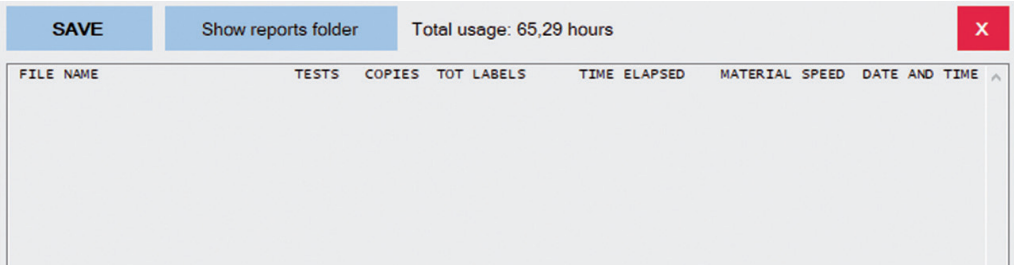 SAVE Show reports folder Total usage: 65,29 hours X
FILE NAME TESTS COPIES TOT LABELS TIME ELAPSED MATERIAL SPEED DATE AND TIME